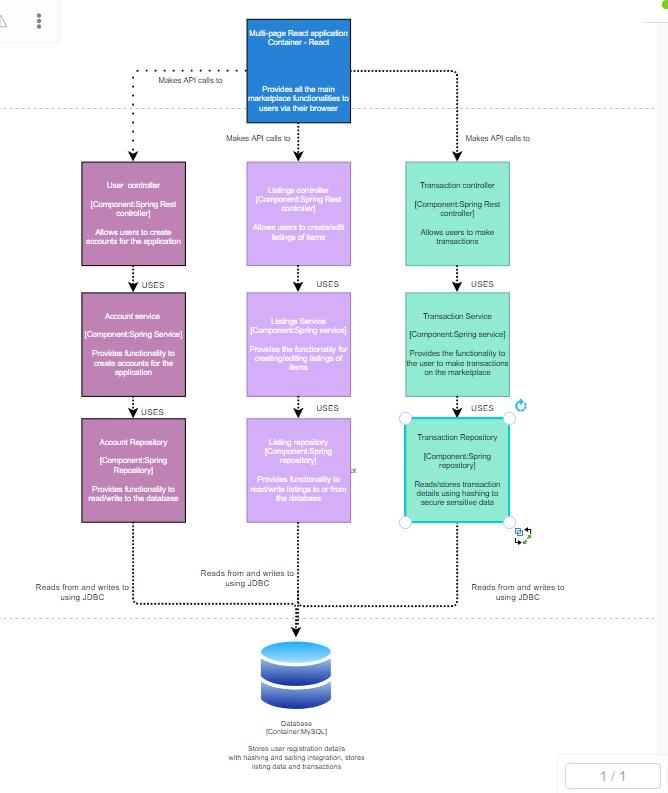 Multi-page React application
Container - React
Provides all the main
marketplace functionalities to
users via their browser
Makes API calls to
Makes API calls to
Makes API calls to
User controller
[Component:Spring Rest
controller]
Allows users to create
accounts for the application
Listings controller
[Component:Spring Rest
controller]
Allows users to create/edit
listings of items
Transaction controller
[Component:Spring Rest
controller]
Allows users to make
transactions
USES
USES
USES
Account service
[Component:Spring Service]
Provides functionality to
create accounts for the
application
Listings Service
[Component:Spring service]
Provides the functionality for
creating/editing listings of
items
Transaction Service
[Component:Spring service]
Provides the functionality to
the user to make transactions
on the marketplace
USES
USES
USES
Account Repository
[Component:Spring
Repository]
Provides functionality to
read/write to the database
Listing repository
[Component:Spring
repository]
Provides functionality to
read/write listings to or from
the database
Transaction Repository
[Component:Spring
repository]
Reads/stores transaction
details using hashing to
secure sensitive data
Reads from and writes to
using JDBC
Reads from and writes to
using JDBC
Reads from and writes to
using JDBC
Database
[Container:MySQL]
Stores user registration details
with hashing and salting integration, stores
listing data and transactions
1 / 1